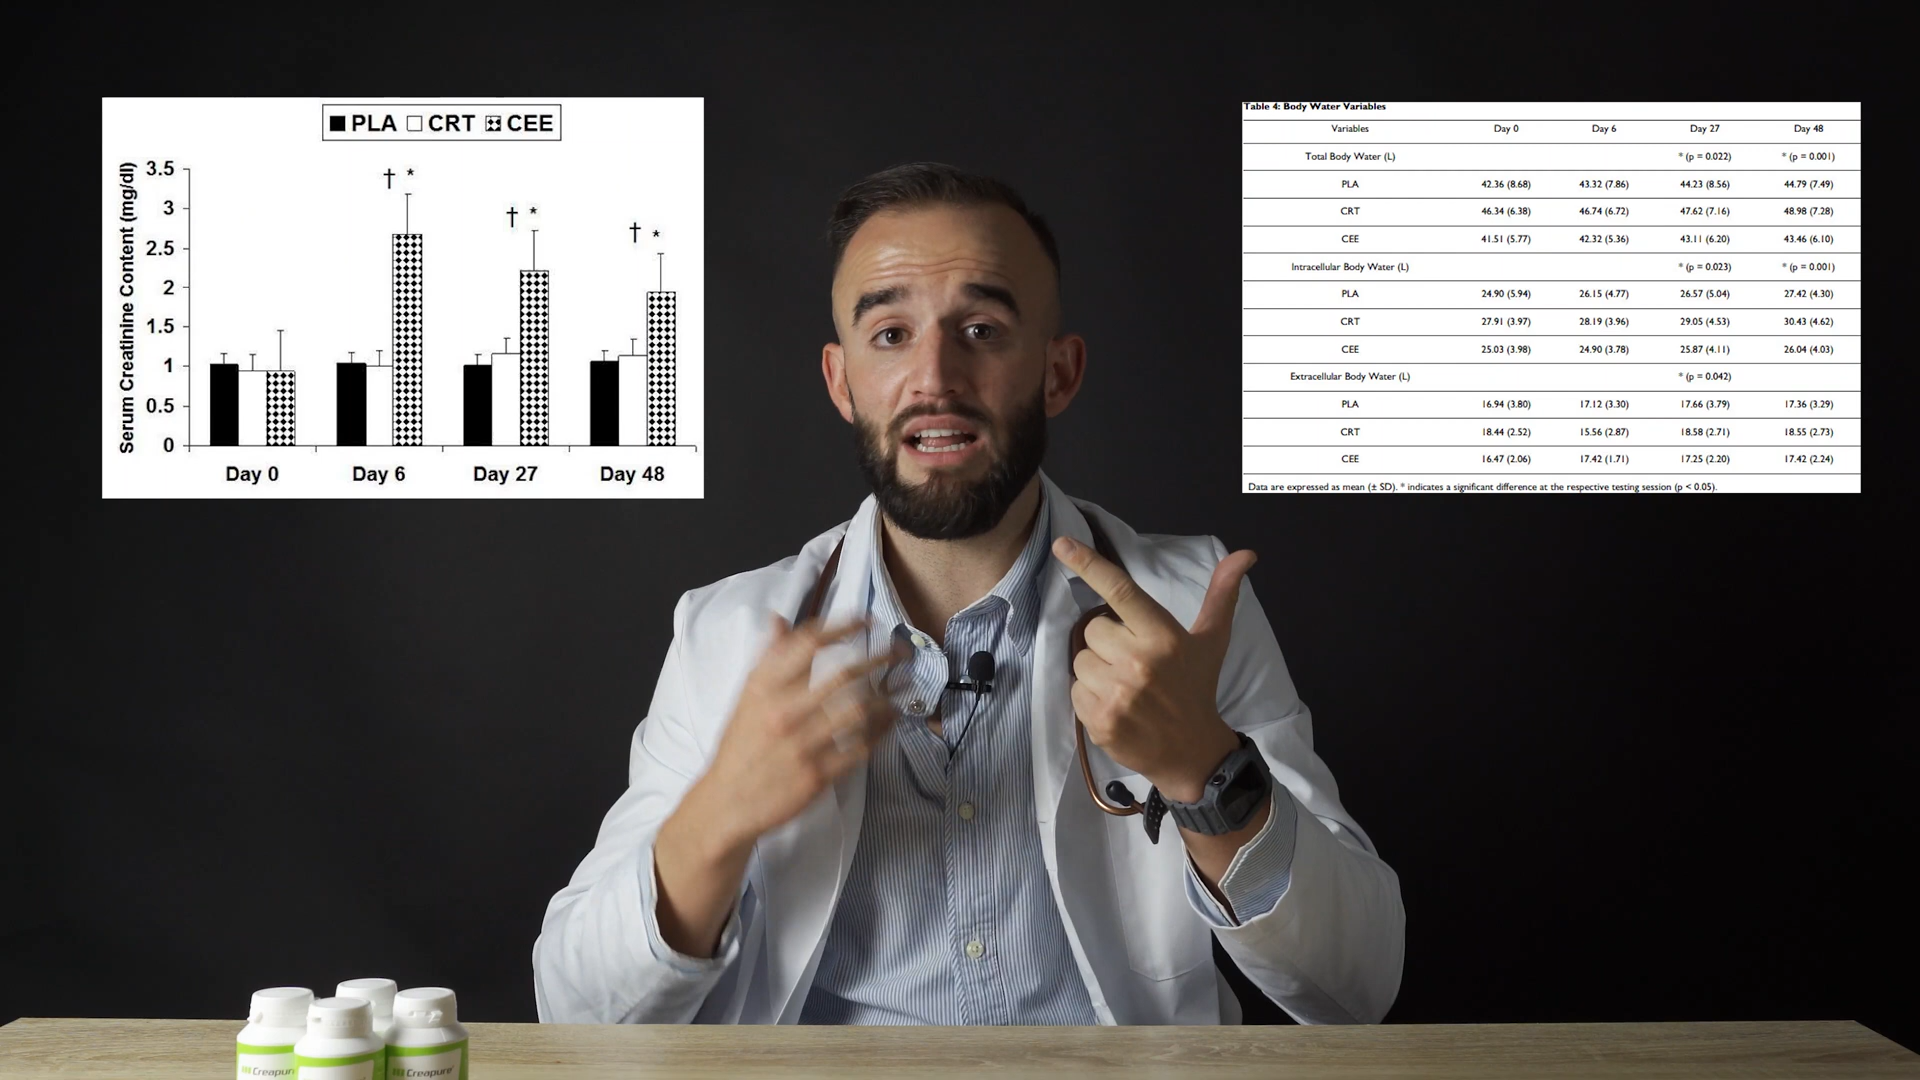 PLA CRT CEE
Serum Creatinine Content (mg/dl)
3.5
3
2.5
2
1.5
1
0.5
0
† *
† *
† *
Day 0 Day 6 Day 27 Day 48
Table 4: Body Water Variables
Variables Day 0 Day 6 Day 27 Day 48
Total Body Water (L) * (p = 0.022) * (p = 0.001)
PLA 42.36 (8.68) 43.32 (7.86) 44.23 (8.56) 44.79 (7.49)
CRT 46.34 (6.38) 46.74 (6.72) 47.62 (7.16) 48.98 (7.28)
CEE 41.51 (5.77) 42.32 (5.36) 43.11 (6.20) 43.46 (6.10)
Intracellular Body Water (L) * (p = 0.023) * (p = 0.001)
PLA 24.90 (5.94) 26.15 (4.77) 26.57 (5.04) 27.42 (4.30)
CRT 27.91 (3.97) 28.19 (3.96) 29.05 (4.53) 30.43 (4.62)
CEE 25.03 (3.98) 24.90 (3.78) 25.87 (4.11) 26.04 (4.03)
Extracellular Body Water (L) * (p = 0.042)
PLA 16.94 (3.80) 17.12 (3.30) 17.66 (3.79) 17.36 (3.29)
CRT 18.44 (2.52) 15.56 (2.87) 18.58 (2.71) 18.55 (2.73)
CEE 16.47 (2.06) 17.42 (1.71) 17.25 (2.20) 17.42 (2.24)
Data are expressed as mean (± SD). * indicates a significant difference at the respective testing session (p < 0.05).
Creapur
Creapure